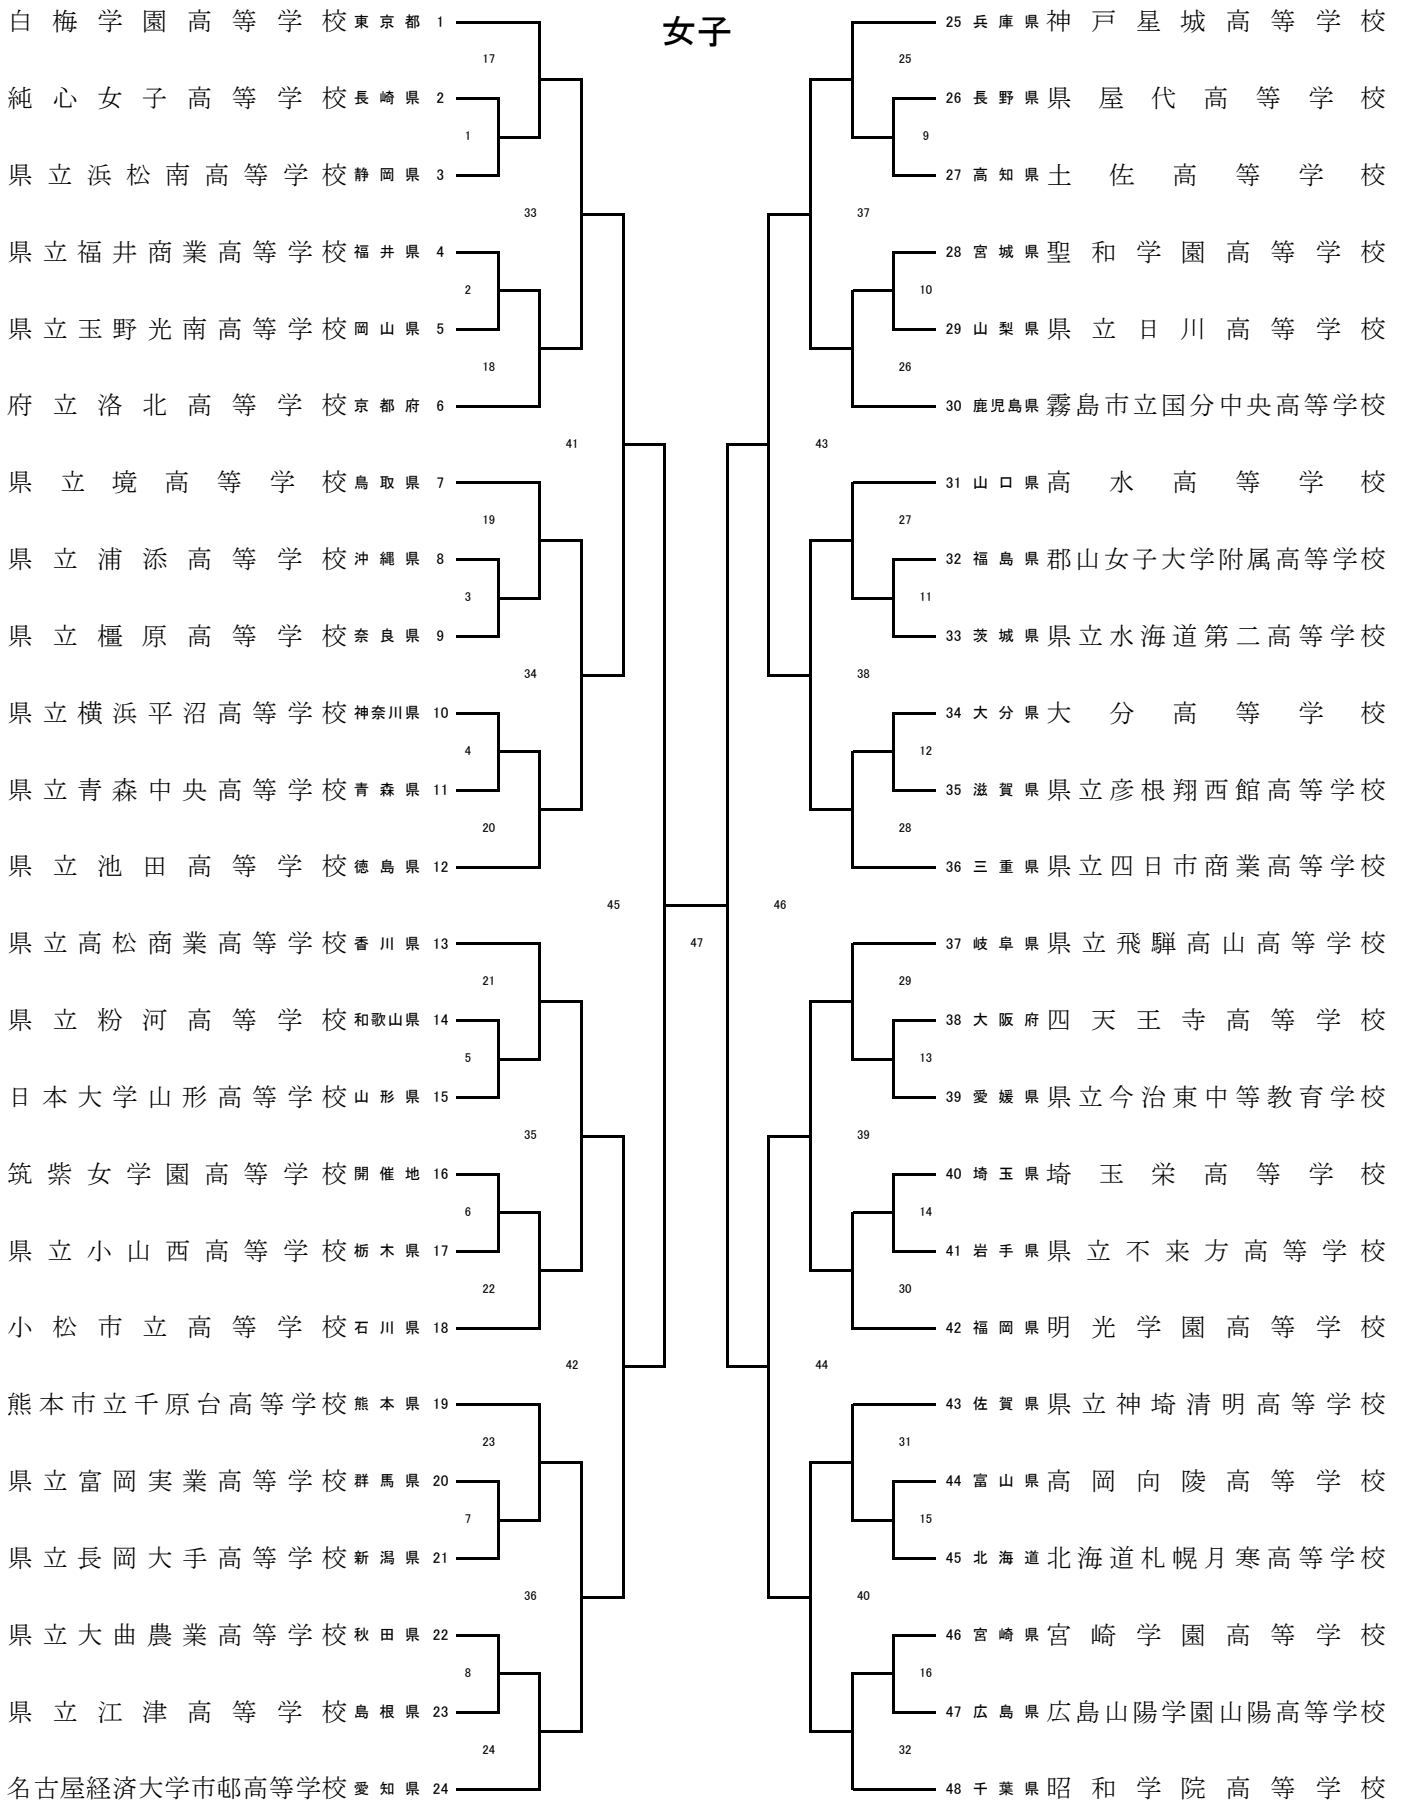 女子
白梅学園高等学校 東京都 1
17
純心女子高等学校 長崎県 2
1
県立浜松南高等学校 静岡県 3
33
県立福井商業高等学校 福井県 4
2
県立玉野光南高等学校 岡山県 5
18
府立洛北高等学校 京都府 6
41
県立境高等学校 鳥取県 7
19
県立浦添高等学校 沖縄県 8
3
県立橿原高等学校 奈良県 9
34
県立横浜平沼高等学校 神奈川県 10
4
県立青森中央高等学校 青森県 11
20
県立池田高等学校 徳島県 12
45
県立高松商業高等学校 香川県 13
21
県立粉河高等学校 和歌山県 14
5
日本大学山形高等学校 山形県 15
35
筑紫女学園高等学校 開催地 16
6
県立小山西高等学校 栃木県 17
22
小松市立高等学校 石川県 18
42
熊本市立千原台高等学校 熊本県 19
23
県立富岡実業高等学校 群馬県 20
7
県立長岡大手高等学校 新潟県 21
36
県立大曲農業高等学校 秋田県 22
8
県立江津高等学校 島根県 23
24
名古屋経済大学市邨高等学校 愛知県 24
47
25 兵庫県 神戸星城高等学校
25
26 長野県 県屋代高等学校
9
27 高知県 土佐高等学校
37
28 宮城県 聖和学園高等学校
10
29 山梨県 県立日川高等学校
26
30 鹿児島県 霧島市立国分中央高等学校
43
31 山口県 高水高等学校
27
32 福島県 郡山女子大学附属高等学校
11
33 茨城県 県立水海道第二高等学校
38
34 大分県 大分高等学校
12
35 滋賀県 県立彦根翔西館高等学校
28
36 三重県 県立四日市商業高等学校
46
37 岐阜県 県立飛騨高山高等学校
29
38 大阪府 四天王寺高等学校
13
39 愛媛県 県立今治東中等教育学校
39
40 埼玉県 埼玉栄高等学校
14
41 岩手県 県立不来方高等学校
30
42 福岡県 明光学園高等学校
44
43 佐賀県 県立神埼清明高等学校
31
44 富山県 高岡向陵高等学校
15
45 北海道 北海道札幌月寒高等学校
40
46 宮崎県 宮崎学園高等学校
16
47 広島県 広島山陽学園山陽高等学校
32
48 千葉県 昭和学院高等学校